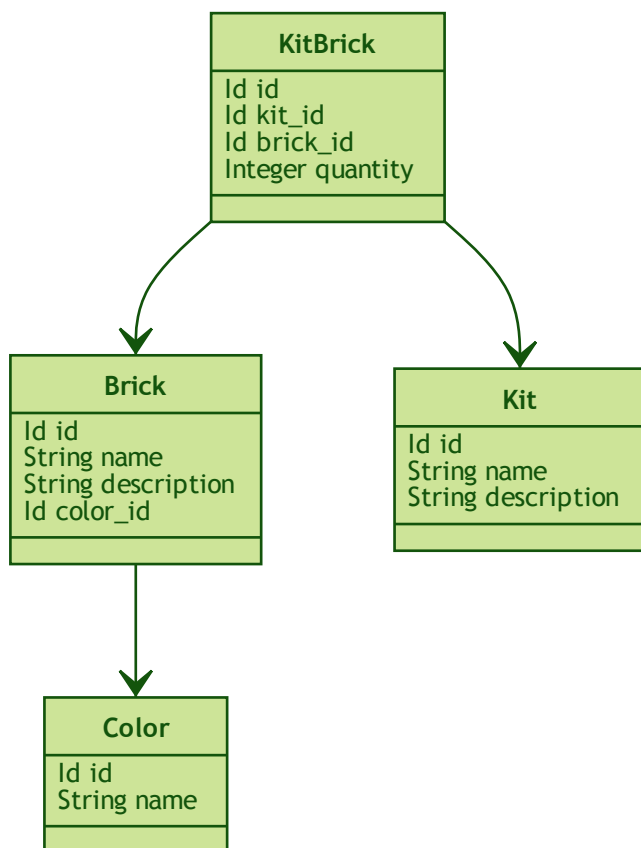 KitBrick
Id id
Id kit_id
Id brick_id
Integer quantity
Brick
Id id
String name
String description
Id color_id
Kit
Id id
String name
String description
Color
Id id
String name